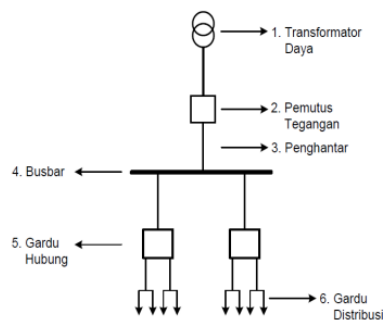 1. Transformator
Daya
2. Pemutus
Tegangan
3. Penghantar
4. Busbar
5. Gardu
Hubung
6. Gardu
Distribusi